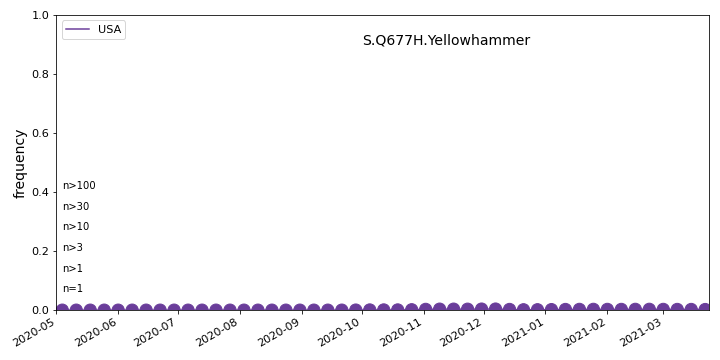 1.0
USA
S.Q677H.Yellowhammer
0.8
0.6
frequency
0.4
n>100
n>30
n>10
0.2
n>3
n>1
n=1
0.0
2020-05
2020-06
2020-07
2020-08
2020-09
2020-10
2020-11
2020-12
2021-01
2021-02
2021-03